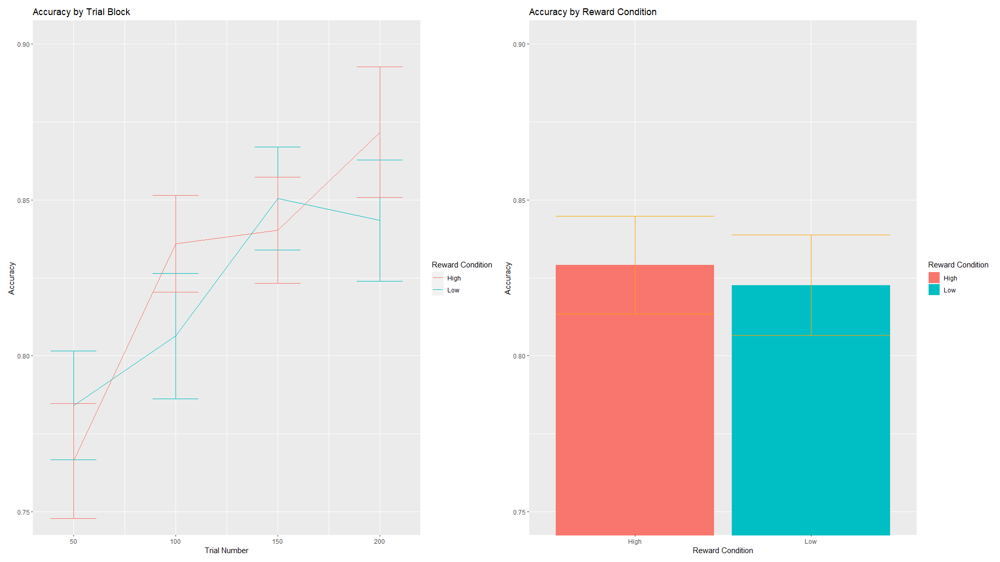 Accuracy by Trial Block
0.90
0.85
0.80
0.75
Accuracy
50 100 150 200
Trial Number
Reward Condition
High
Low
Accuracy by Reward Condition
0.90
0.85
0.80
0.75
Accuracy
High Low
Reward Condition
Reward Condition
High
Low